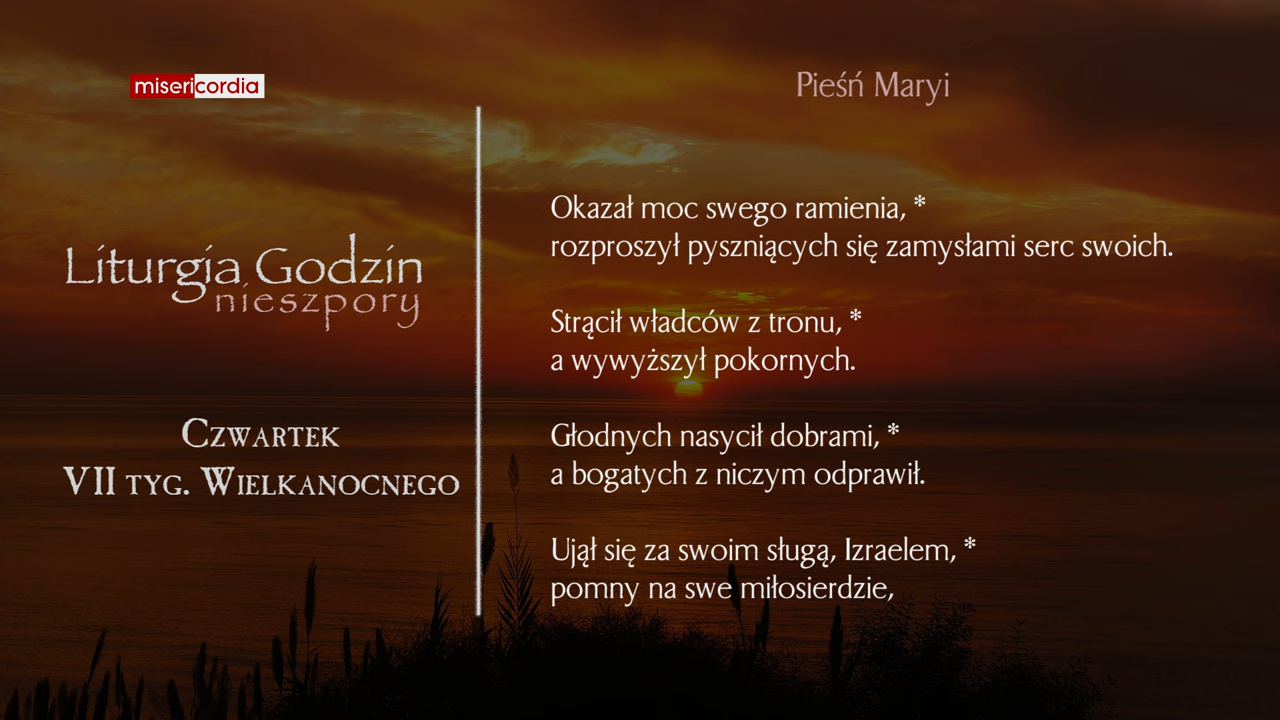 misericordia
Liturgia Godzin
nieszpory
Czwartek
VII tyg. Wielkanocnego
Pieśń Maryi
Okazał moc swego ramienia, *
rozproszył pyszniących się zamysłami serc swoich.
Strącił władców z tronu, *
a wywyższył pokornych.
Głodnych nasycił dobrami, *
a bogatych z niczym odprawił.
Ujął się za swoim sługą, Izraelem, *
pomny na swe miłosierdzie,